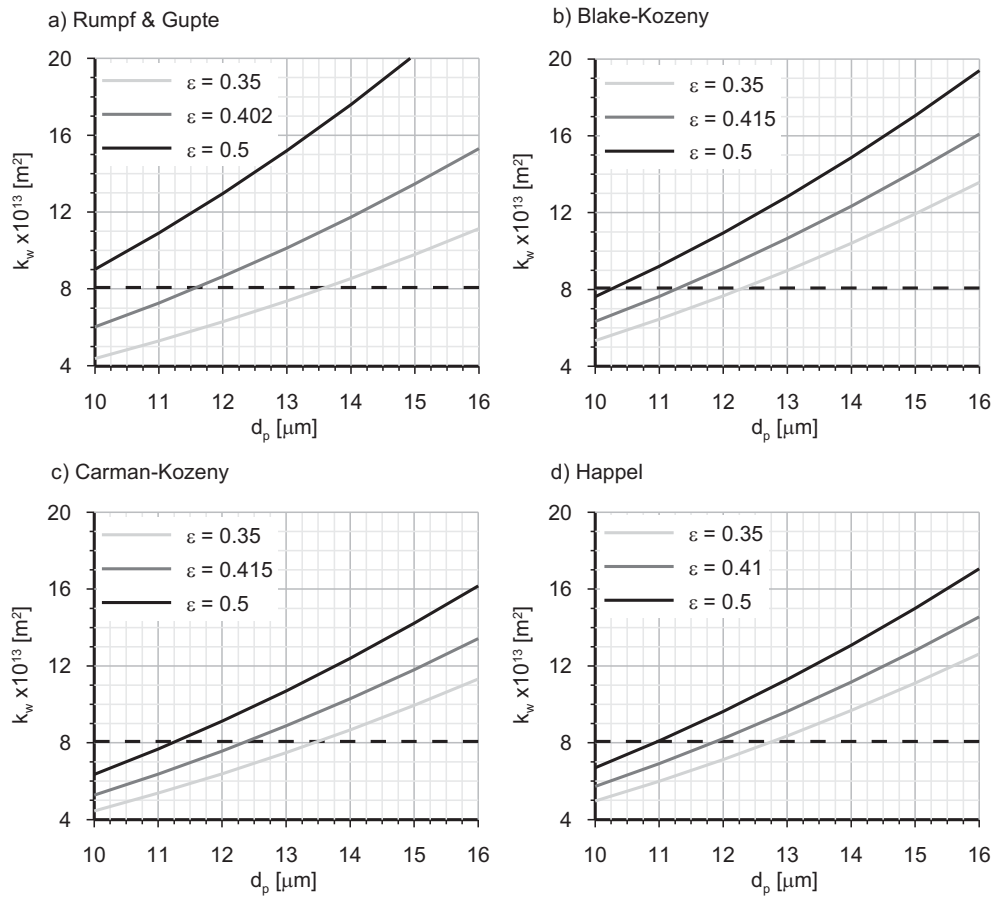 a) Rumpf & Gupte
20
16
12
8
4
k_w x10^13 [m²]
ε = 0.35
ε = 0.402
ε = 0.5
10 11 12 13 14 15 16
d_p [μm]
b) Blake-Kozeny
20
16
12
8
4
k_w x10^13 [m²]
ε = 0.35
ε = 0.415
ε = 0.5
10 11 12 13 14 15 16
d_p [μm]
c) Carman-Kozeny
20
16
12
8
4
k_w x10^13 [m²]
ε = 0.35
ε = 0.415
ε = 0.5
10 11 12 13 14 15 16
d_p [μm]
d) Happel
20
16
12
8
4
k_w x10^13 [m²]
ε = 0.35
ε = 0.41
ε = 0.5
10 11 12 13 14 15 16
d_p [μm]